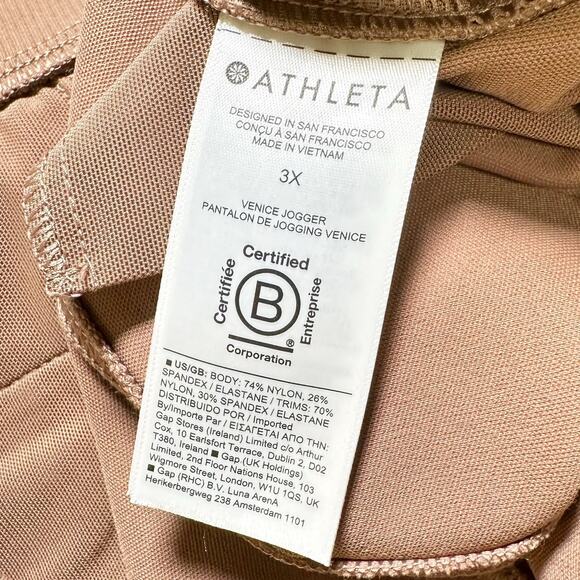 ATHLETA
DESIGNED IN SAN FRANCISCO
CONÇU À SAN FRANCISCO
MADE IN VIETNAM
3X
VENICE JOGGER
PANTALON DE JOGGING VENICE
Certified
Certifiée
B
®
Entreprise
Corporation
■ US/GB: BODY: 74% NYLON, 26%
SPANDEX / ELASTANE / TRIMS: 70%
NYLON, 30% SPANDEX / ELASTANE
DISTRIBUIDO POR / Imported
By/Importe Par / ΕΙΣΑΓΕΤΑΙ ΑΠΟ ΤΗΝ:
Gap Stores (Ireland) Limited c/o Arthur
Cox, 10 Earlsfort Terrace, Dublin 2, D02
T380, Ireland ■ Gap (UK Holdings)
Limited, 2nd Floor Nations House, 103
Wigmore Street, London, W1U 1QS, UK
■ Gap (RHC) B.V. Luna ArenA
Herikerbergweg 238 Amsterdam 1101